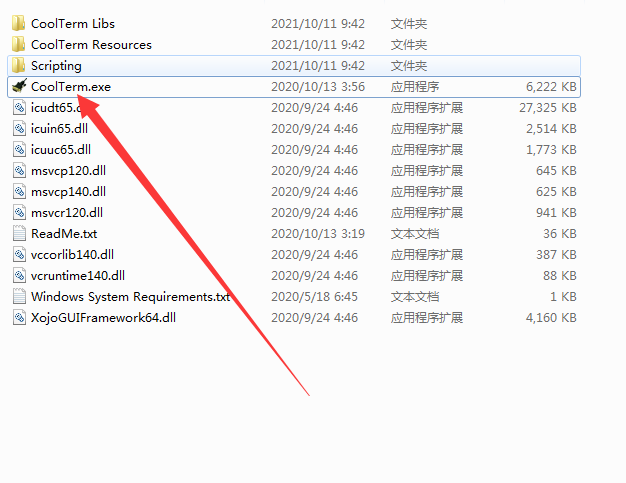 CoolTerm Libs 2021/10/11 9:42 文件夹
CoolTerm Resources 2021/10/11 9:42 文件夹
Scripting 2021/10/11 9:42 文件夹
CoolTerm.exe 2020/10/13 3:56 应用程序 6,222 KB
icudt65.dll 2020/9/24 4:46 应用程序扩展 27,325 KB
icuin65.dll 2020/9/24 4:46 应用程序扩展 2,514 KB
icuuc65.dll 2020/9/24 4:46 应用程序扩展 1,773 KB
msvcp120.dll 2020/9/24 4:46 应用程序扩展 645 KB
msvcp140.dll 2020/9/24 4:46 应用程序扩展 625 KB
msvcr120.dll 2020/9/24 4:46 应用程序扩展 941 KB
ReadMe.txt 2020/10/13 3:19 文本文档 36 KB
vccorlib140.dll 2020/9/24 4:46 应用程序扩展 387 KB
vcruntime140.dll 2020/9/24 4:46 应用程序扩展 88 KB
Windows System Requirements.txt 2020/5/18 6:45 文本文档 1 KB
XojoGUIFramework64.dll 2020/9/24 4:46 应用程序扩展 4,160 KB